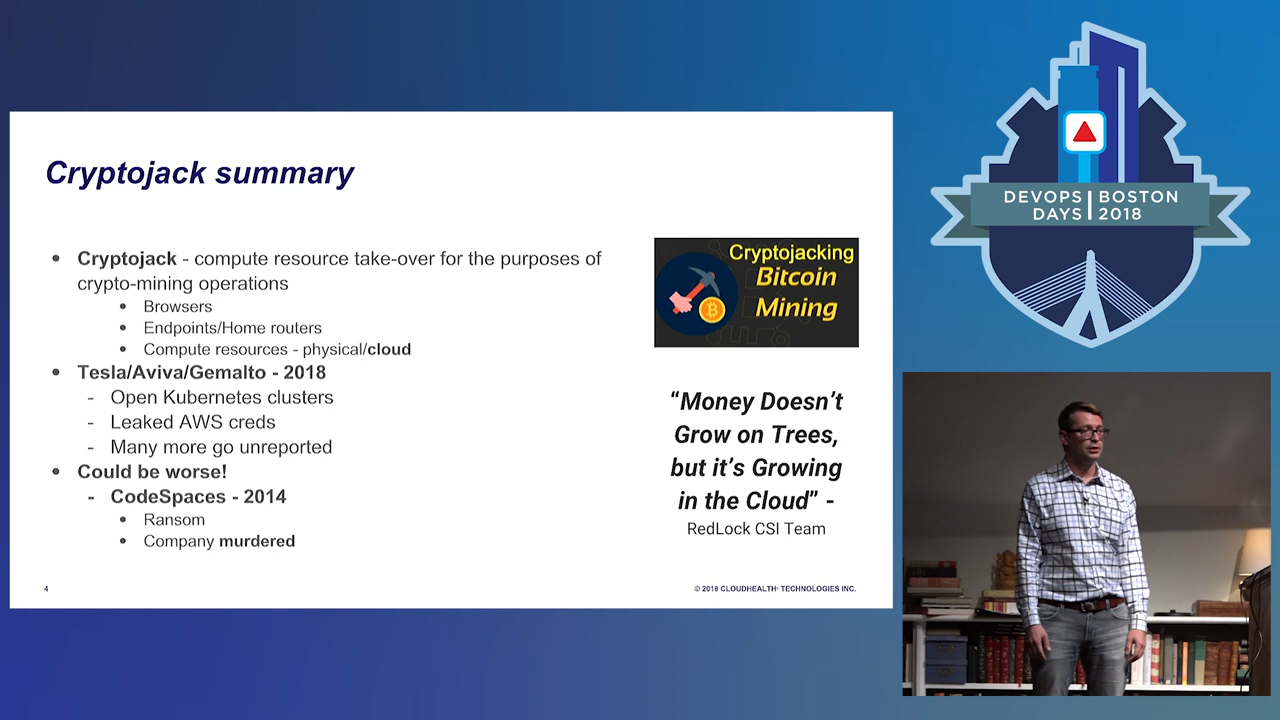 Cryptojack summary
• Cryptojack - compute resource take-over for the purposes of
crypto-mining operations
• Browsers
• Endpoints/Home routers
• Compute resources - physical/cloud
• Tesla/Aviva/Gemalto - 2018
- Open Kubernetes clusters
- Leaked AWS creds
- Many more go unreported
• Could be worse!
- CodeSpaces - 2014
• Ransom
• Company murdered
Cryptojacking
Bitcoin
Mining
“Money Doesn’t
Grow on Trees,
but it’s Growing
in the Cloud” -
RedLock CSI Team
4
© 2018 CLOUDHEALTH® TECHNOLOGIES INC.
DEVOPS BOSTON
DAYS 2018